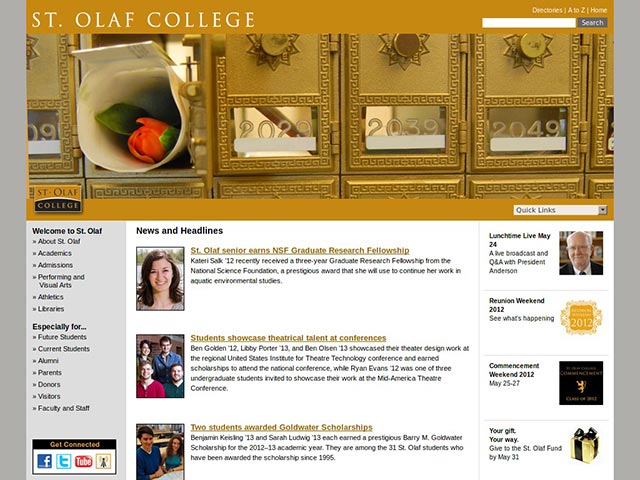 ST. OLAF COLLEGE
Directories | A to Z | Home
Search
2029
2039
2049
ST. OLAF
COLLEGE
Quick Links
Welcome to St. Olaf
» About St. Olaf
» Academics
» Admissions
» Performing and
Visual Arts
» Athletics
» Libraries
Especially for...
» Future Students
» Current Students
» Alumni
» Parents
» Donors
» Visitors
» Faculty and Staff
Get Connected
You Tube
News and Headlines
St. Olaf senior earns NSF Graduate Research Fellowship
Kateri Salk '12 recently received a three-year Graduate Research Fellowship from the
National Science Foundation, a prestigious award that she will use to continue her work in
aquatic environmental studies.
Students showcase theatrical talent at conferences
Ben Golden '12, Libby Porter '13, and Ben Olsen '13 showcased their theater design work at
the regional United States Institute for Theatre Technology conference and earned
scholarships to attend the national conference, while Ryan Evans '12 was one of three
undergraduate students invited to showcase their work at the Mid-America Theatre
Conference.
Two students awarded Goldwater Scholarships
Benjamin Keisling '13 and Sarah Ludwig '13 each earned a prestigious Barry M. Goldwater
Scholarship for the 2012–13 academic year. They are among the 31 St. Olaf students who
have been awarded the scholarship since 1995.
Lunchtime Live May
24
A live broadcast and
Q&A with President
Anderson
Reunion Weekend
2012
See what's happening
2012
Commencement
Weekend 2012
May 25-27
COMMENCEMENT
CLASS OF 2012
Your gift.
Your way.
Give to the St. Olaf Fund
by May 31